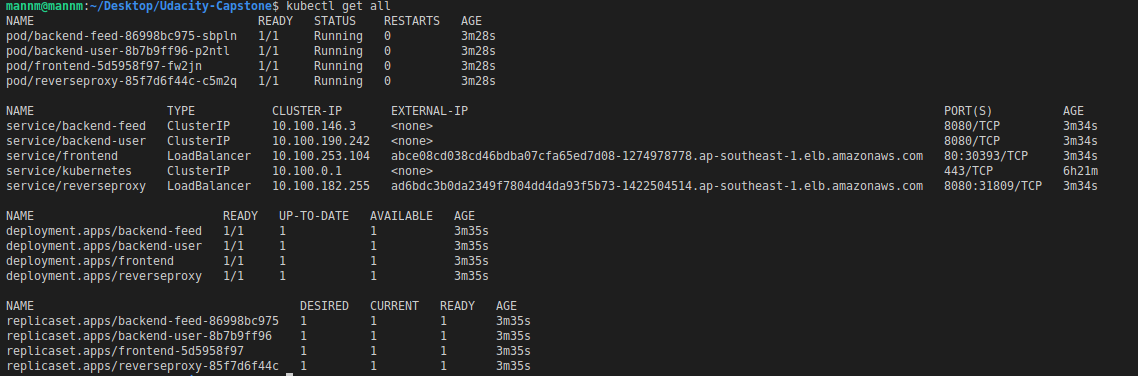 mannm@mannm:~/Desktop/Udacity-Capstone$ kubectl get all
NAME READY STATUS RESTARTS AGE
pod/backend-feed-86998bc975-sbpln 1/1 Running 0 3m28s
pod/backend-user-8b7b9ff96-p2ntl 1/1 Running 0 3m28s
pod/frontend-5d5958f97-fw2jn 1/1 Running 0 3m28s
pod/reverseproxy-85f7d6f44c-c5m2q 1/1 Running 0 3m28s
NAME TYPE CLUSTER-IP EXTERNAL-IP PORT(S) AGE
service/backend-feed ClusterIP 10.100.146.3 <none> 8080/TCP 3m34s
service/backend-user ClusterIP 10.100.190.242 <none> 8080/TCP 3m34s
service/frontend LoadBalancer 10.100.253.104 abce08cd038cd46bdba07cfa65ed7d08-1274978778.ap-southeast-1.elb.amazonaws.com 80:30393/TCP 3m34s
service/kubernetes ClusterIP 10.100.0.1 <none> 443/TCP 6h21m
service/reverseproxy LoadBalancer 10.100.182.255 ad6bdc3b0da2349f7804dd4da93f5b73-1422504514.ap-southeast-1.elb.amazonaws.com 8080:31809/TCP 3m34s
NAME READY UP-TO-DATE AVAILABLE AGE
deployment.apps/backend-feed 1/1 1 1 3m35s
deployment.apps/backend-user 1/1 1 1 3m35s
deployment.apps/frontend 1/1 1 1 3m35s
deployment.apps/reverseproxy 1/1 1 1 3m35s
NAME DESIRED CURRENT READY AGE
replicaset.apps/backend-feed-86998bc975 1 1 1 3m35s
replicaset.apps/backend-user-8b7b9ff96 1 1 1 3m35s
replicaset.apps/frontend-5d5958f97 1 1 1 3m35s
replicaset.apps/reverseproxy-85f7d6f44c 1 1 1 3m35s